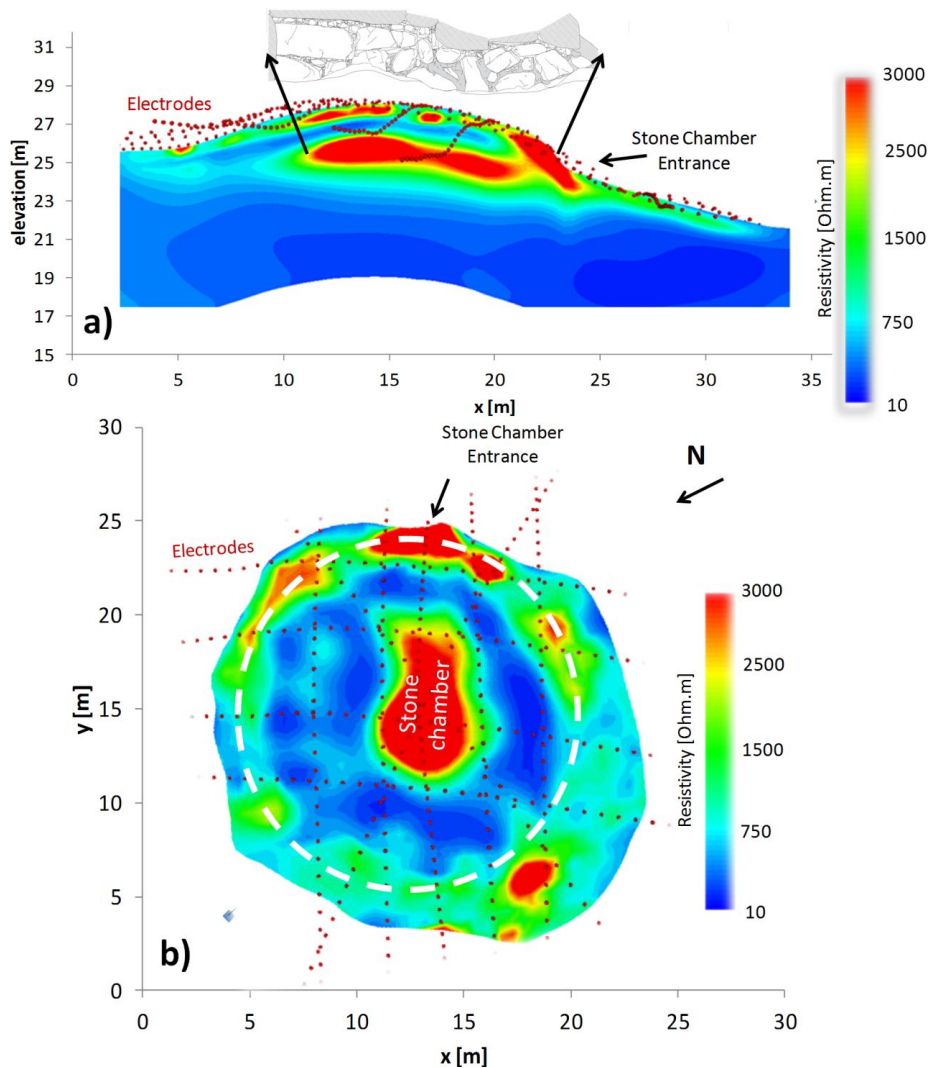 31
29
27
25
23
21
19
17
15
elevation [m]
Electrodes
Stone Chamber
Entrance
a)
0
5
10
15
20
25
30
35
x [m]
Resistivity [Ohm.m]
3000
2500
1500
750
10
30
25
20
15
10
5
0
y [m]
Stone Chamber
Entrance
N
Electrodes
Stone
chamber
b)
0
5
10
15
20
25
30
x [m]
Resistivity [Ohm.m]
3000
2500
1500
750
10